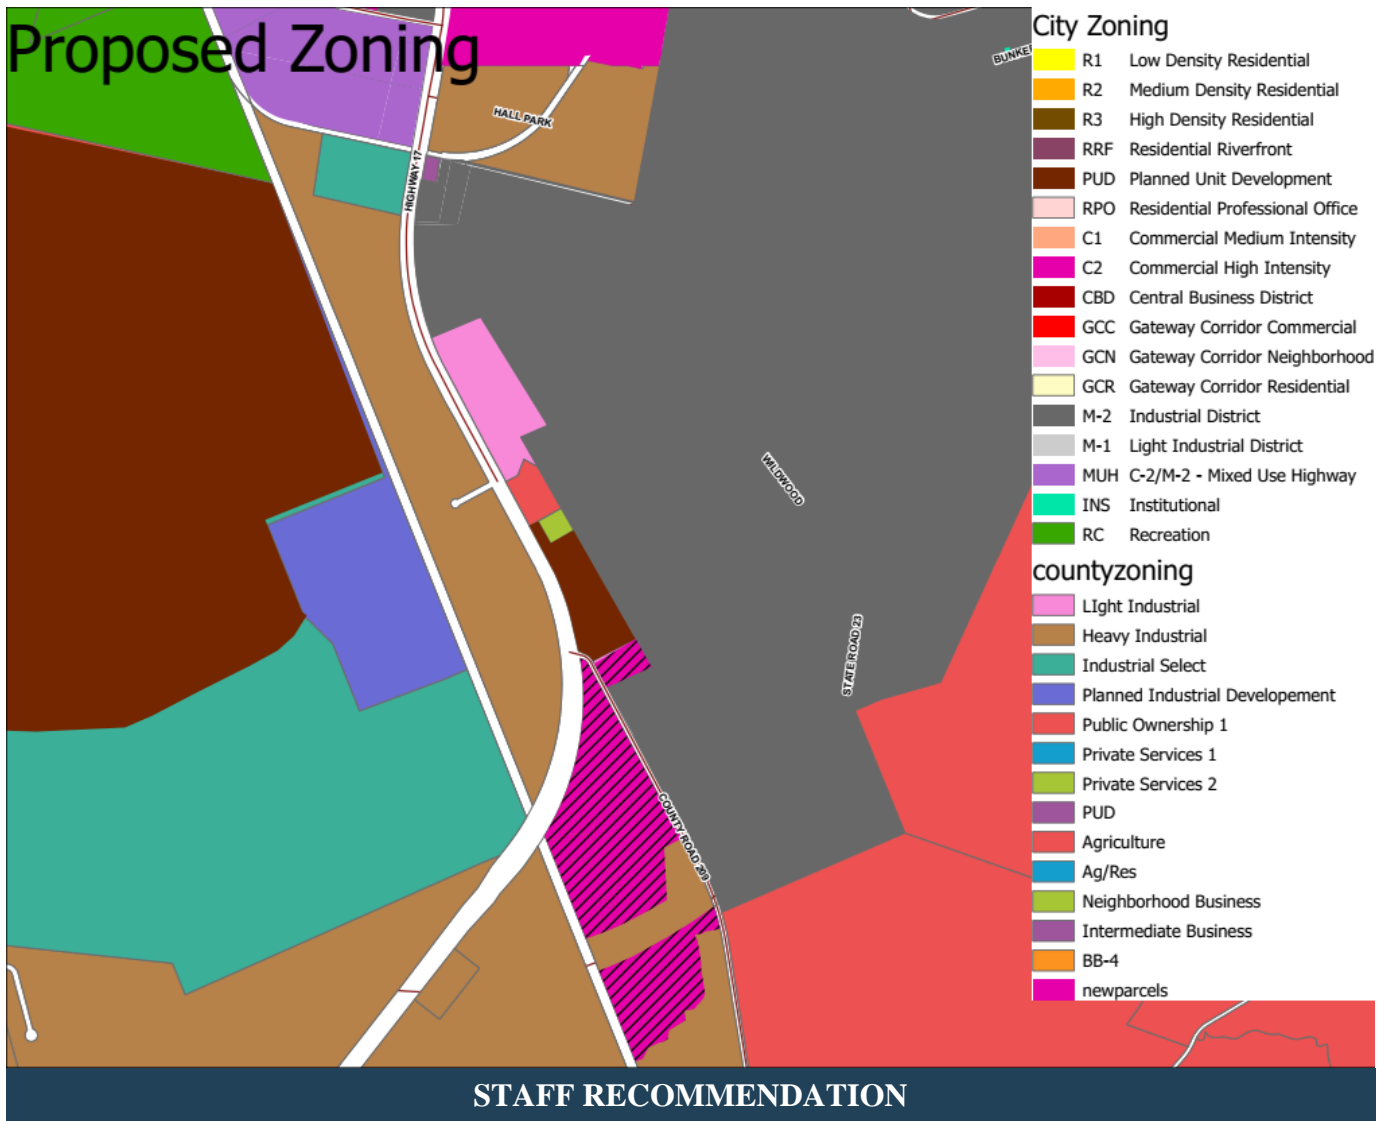 Proposed Zoning
HALL PARK
HIGHWAY 17
WILDWOOD
STATE ROAD 23
COUNTY ROAD 209
City Zoning
R1 Low Density Residential
R2 Medium Density Residential
R3 High Density Residential
RRF Residential Riverfront
PUD Planned Unit Development
RPO Residential Professional Office
C1 Commercial Medium Intensity
C2 Commercial High Intensity
CBD Central Business District
GCC Gateway Corridor Commercial
GCN Gateway Corridor Neighborhood
GCR Gateway Corridor Residential
M-2 Industrial District
M-1 Light Industrial District
MUH C-2/M-2 - Mixed Use Highway
INS Institutional
RC Recreation
countyzoning
LIght Industrial
Heavy Industrial
Industrial Select
Planned Industrial Developement
Public Ownership 1
Private Services 1
Private Services 2
PUD
Agriculture
Ag/Res
Neighborhood Business
Intermediate Business
BB-4
newparcels
STAFF RECOMMENDATION